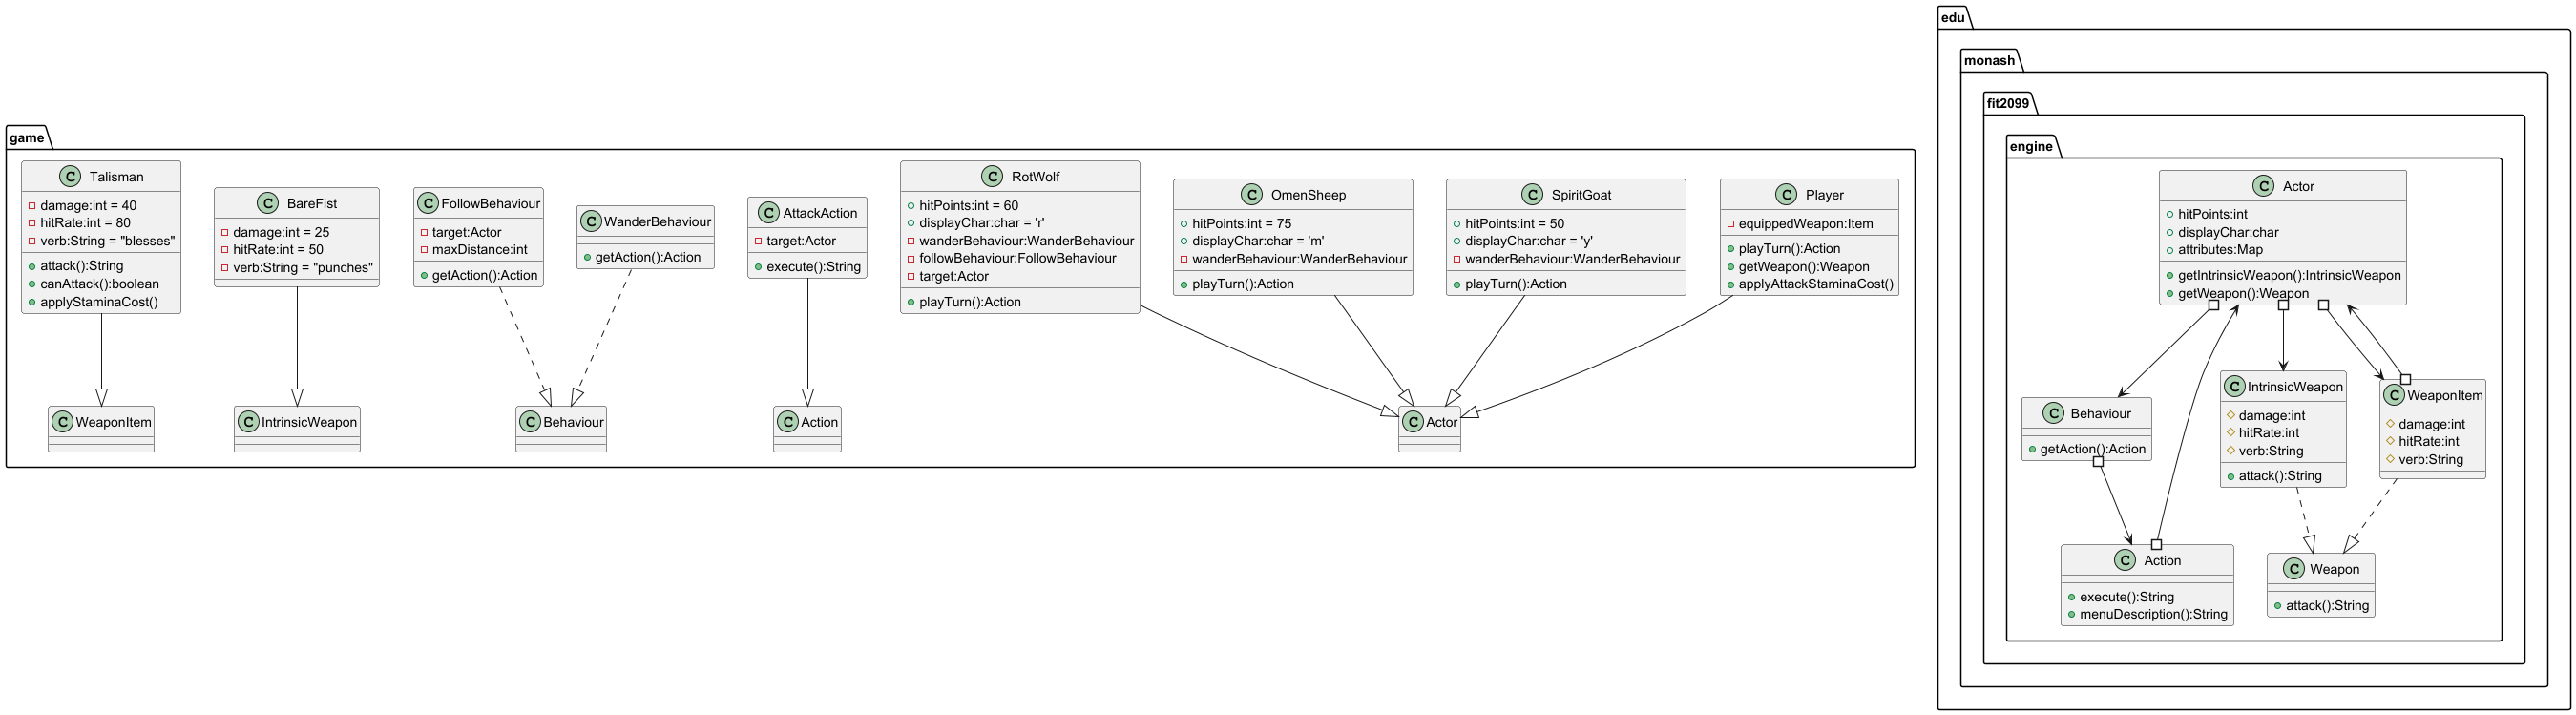 game
C Talisman
damage:int = 40
hitRate:int = 80
verb:String = "blesses"
attack():String
canAttack():boolean
applyStaminaCost()
C BareFist
damage:int = 25
hitRate:int = 50
verb:String = "punches"
C FollowBehaviour
target:Actor
maxDistance:int
getAction():Action
C WanderBehaviour
getAction():Action
C AttackAction
target:Actor
execute():String
C RotWolf
hitPoints:int = 60
displayChar:char = 'r'
wanderBehaviour:WanderBehaviour
followBehaviour:FollowBehaviour
target:Actor
playTurn():Action
C OmenSheep
hitPoints:int = 75
displayChar:char = 'm'
wanderBehaviour:WanderBehaviour
playTurn():Action
C SpiritGoat
hitPoints:int = 50
displayChar:char = 'y'
wanderBehaviour:WanderBehaviour
playTurn():Action
C Player
equippedWeapon:Item
playTurn():Action
getWeapon():Weapon
applyAttackStaminaCost()
C WeaponItem
C IntrinsicWeapon
C Behaviour
C Action
C Actor
edu
monash
fit2099
engine
C Actor
hitPoints:int
displayChar:char
attributes:Map
getIntrinsicWeapon():IntrinsicWeapon
getWeapon():Weapon
C Behaviour
getAction():Action
C IntrinsicWeapon
damage:int
hitRate:int
verb:String
attack():String
C WeaponItem
damage:int
hitRate:int
verb:String
C Action
execute():String
menuDescription():String
C Weapon
attack():String